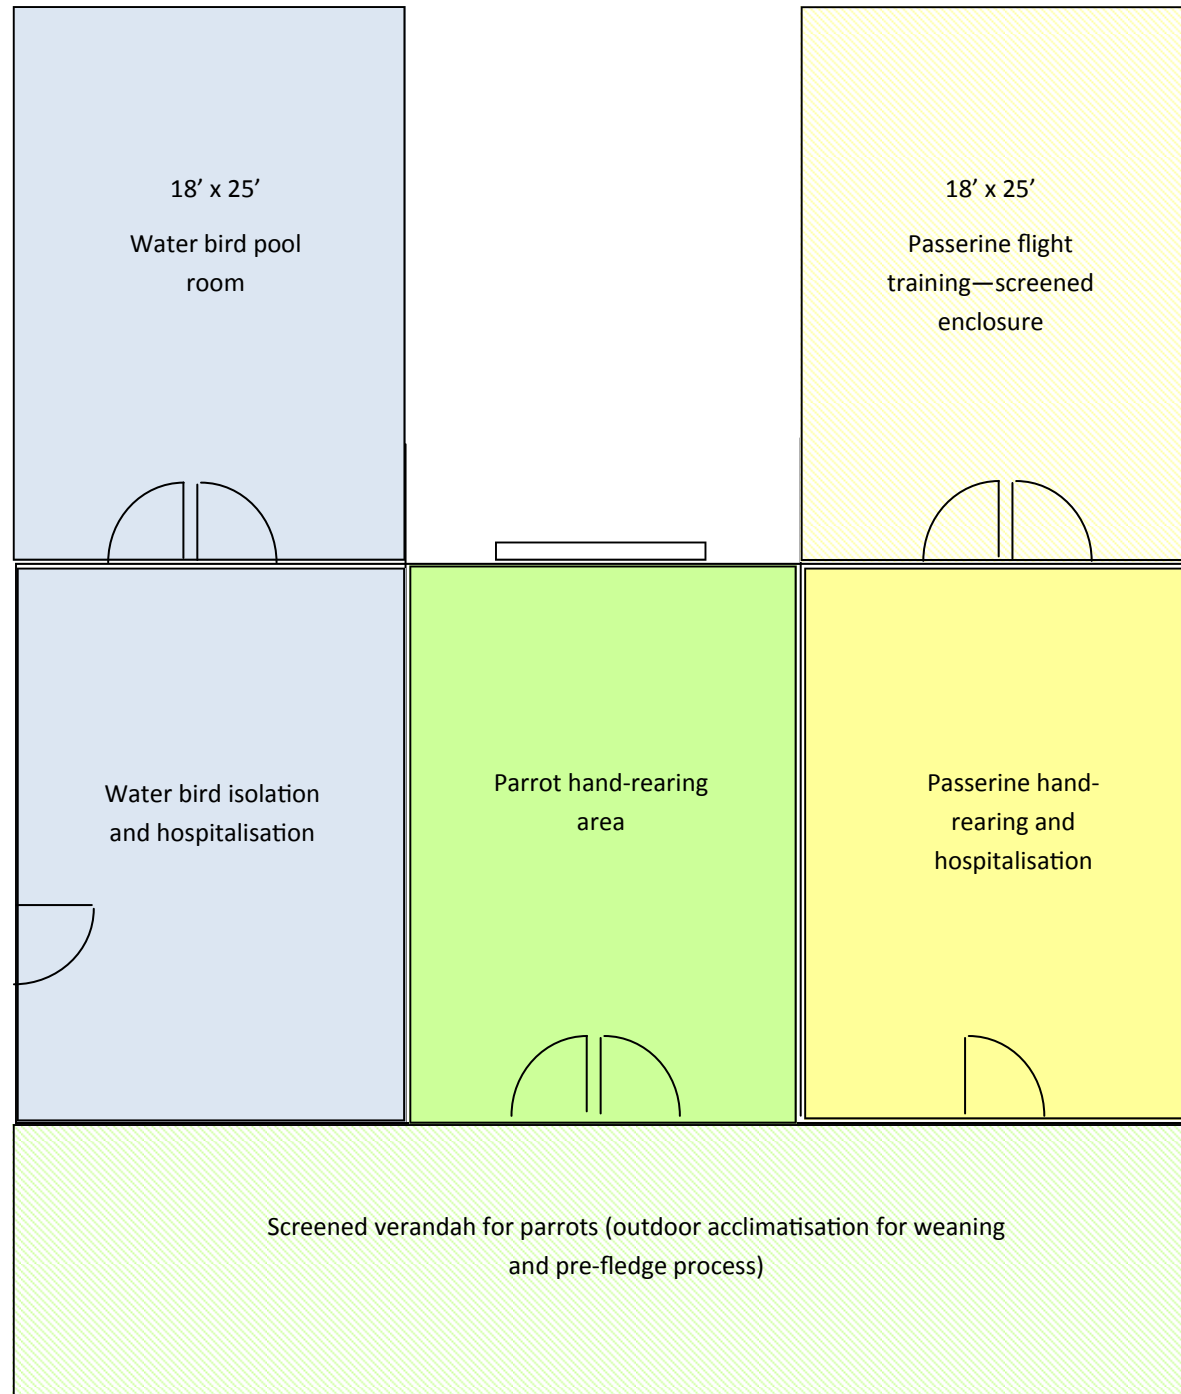 18’ x 25’
Water bird pool
room
18’ x 25’
Passerine flight
training—screened
enclosure
Water bird isolation
and hospitalisation
Parrot hand-rearing
area
Passerine hand-
rearing and
hospitalisation
Screened verandah for parrots (outdoor acclimatisation for weaning
and pre-fledge process)